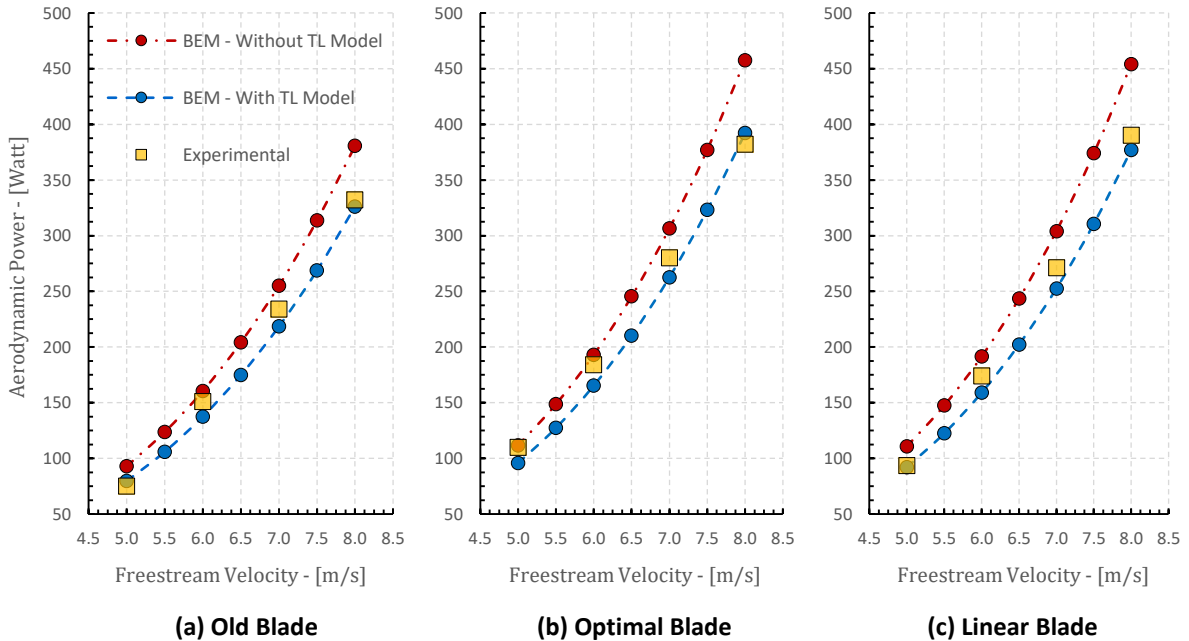 500
450
400
350
300
250
200
150
100
50
BEM - Without TL Model
BEM - With TL Model
Experimental
Aerodynamic Power - [Watt]
4.5 5.0 5.5 6.0 6.5 7.0 7.5 8.0 8.5
Freestream Velocity - [m/s]
(a) Old Blade
500
450
400
350
300
250
200
150
100
50
4.5 5.0 5.5 6.0 6.5 7.0 7.5 8.0 8.5
Freestream Velocity - [m/s]
(b) Optimal Blade
500
450
400
350
300
250
200
150
100
50
4.5 5.0 5.5 6.0 6.5 7.0 7.5 8.0 8.5
Freestream Velocity - [m/s]
(c) Linear Blade